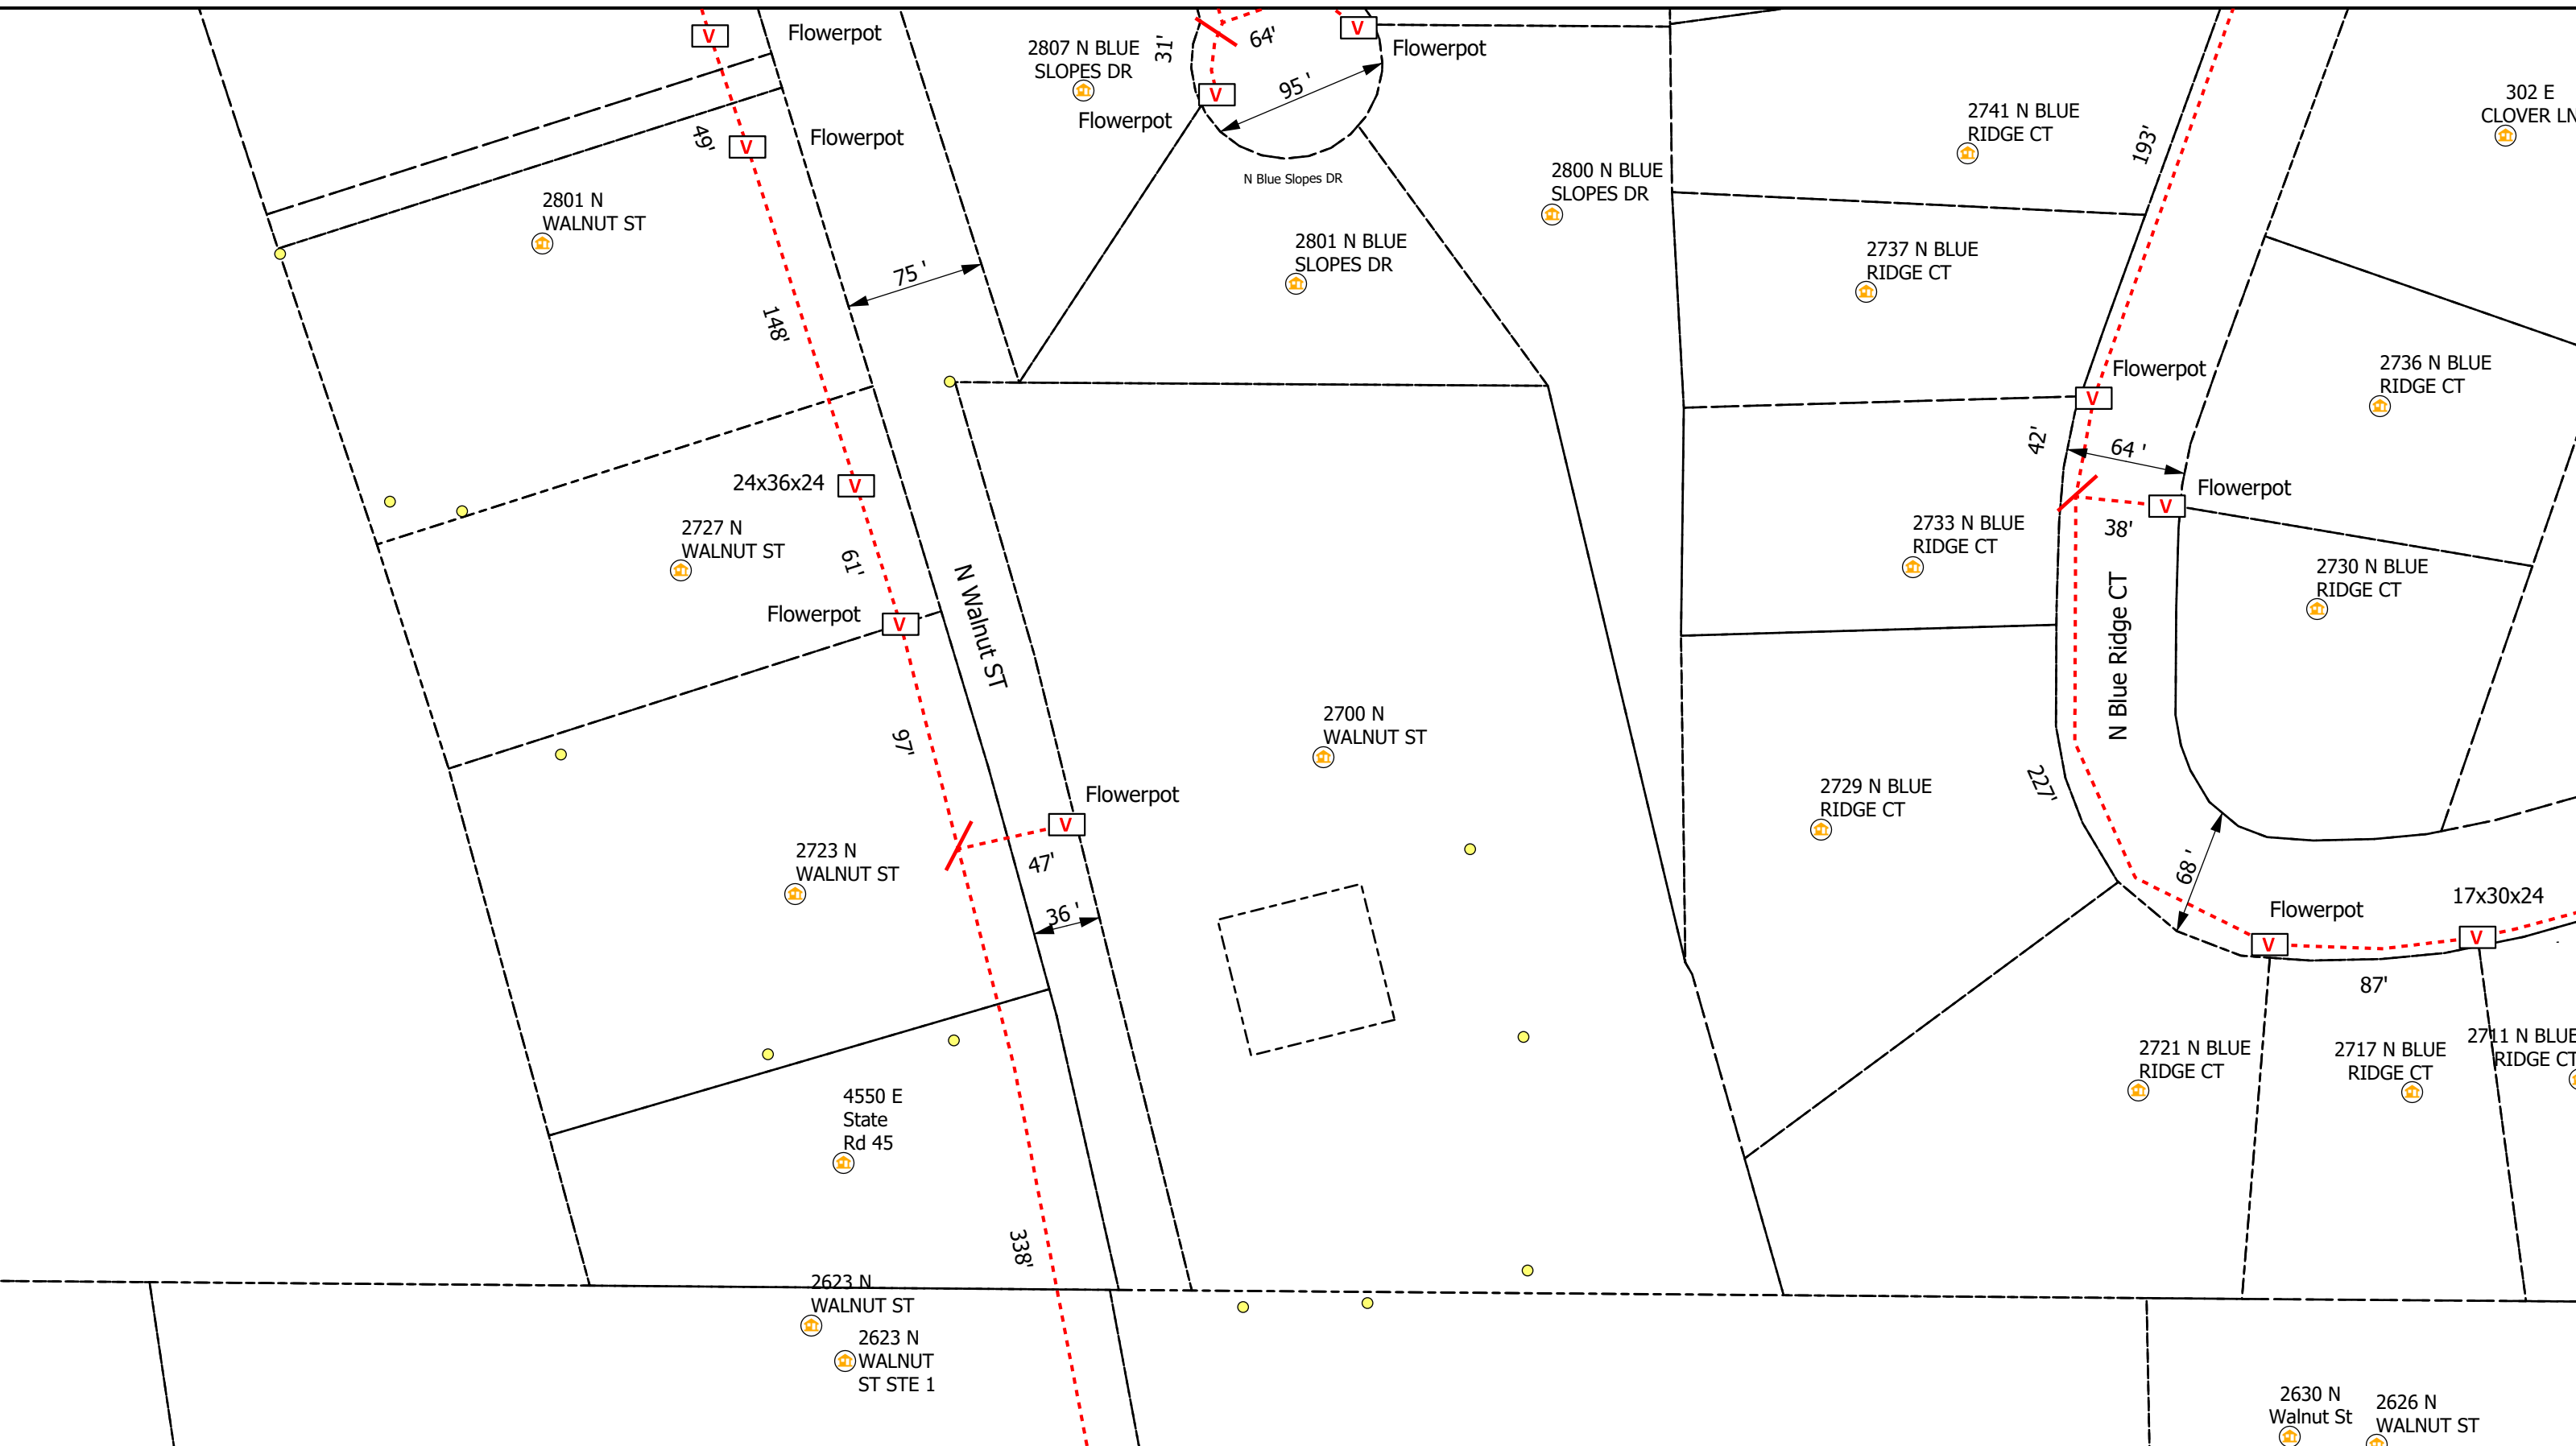 V
Flowerpot
2807 N BLUE
SLOPES DR
31'
64'
V
Flowerpot
95 '
V
Flowerpot
N Blue Slopes DR
302 E
CLOVER LN
2741 N BLUE
RIDGE CT
193'
49'
V
Flowerpot
2801 N
WALNUT ST
2800 N BLUE
SLOPES DR
2801 N BLUE
SLOPES DR
2737 N BLUE
RIDGE CT
75 '
148'
Flowerpot
V
2736 N BLUE
RIDGE CT
42'
64 '
24x36x24
V
Flowerpot
V
38'
2727 N
WALNUT ST
61'
2733 N BLUE
RIDGE CT
2730 N BLUE
RIDGE CT
Flowerpot
V
N Walnut ST
N Blue Ridge CT
97'
2700 N
WALNUT ST
Flowerpot
V
227'
2729 N BLUE
RIDGE CT
2723 N
WALNUT ST
47'
68 '
36 '
Flowerpot
V
17x30x24
V
87'
2721 N BLUE
RIDGE CT
2717 N BLUE
RIDGE CT
2711 N BLUE
RIDGE CT
4550 E
State
Rd 45
338'
2623 N
WALNUT ST
2623 N
WALNUT
ST STE 1
2630 N
Walnut St
2626 N
WALNUT ST